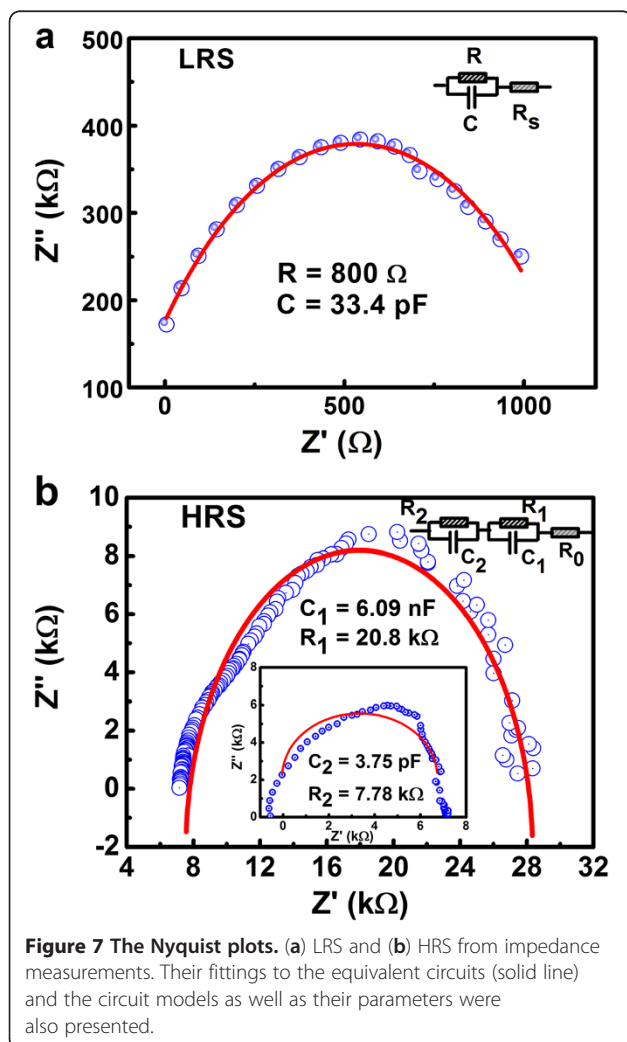 a
LRS
R
C
Rs
500
400
300
200
100
Z" (kΩ)
R = 800 Ω
C = 33.4 pF
0
500
1000
Z' (Ω)
b
HRS
R2
C2
R1
C1
R0
10
8
6
4
2
0
-2
Z" (kΩ)
C1 = 6.09 nF
R1 = 20.8 kΩ
6
4
2
0
Z" (kΩ)
C2 = 3.75 pF
R2 = 7.78 kΩ
0 2 4 6 8
Z' (kΩ)
4 8 12 16 20 24 28 32
Z' (kΩ)
Figure 7 The Nyquist plots. (a) LRS and (b) HRS from impedance
measurements. Their fittings to the equivalent circuits (solid line)
and the circuit models as well as their parameters were
also presented.